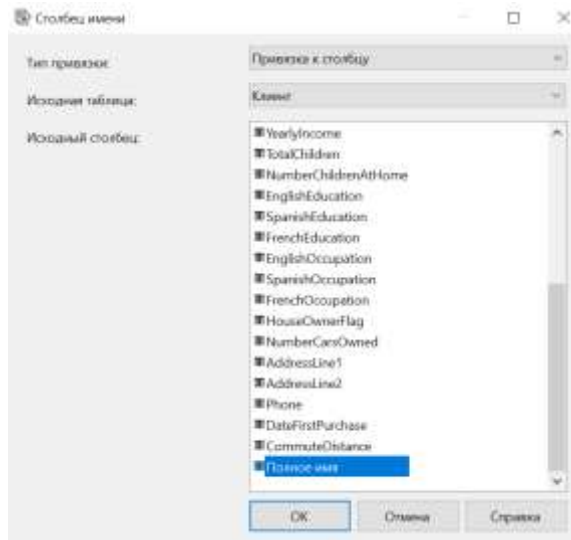 Столбец имени
Тип привязки:
Привязка к столбцу
Исходная таблица:
Клиент
Исходный столбец:
YearlyIncome
TotalChildren
NumberChildrenAtHome
EnglishEducation
SpanishEducation
FrenchEducation
EnglishOccupation
SpanishOccupation
FrenchOccupation
HouseOwnerFlag
NumberCarsOwned
AddressLine1
AddressLine2
Phone
DateFirstPurchase
CommuteDistance
Полное имя
OK
Отмена
Справка